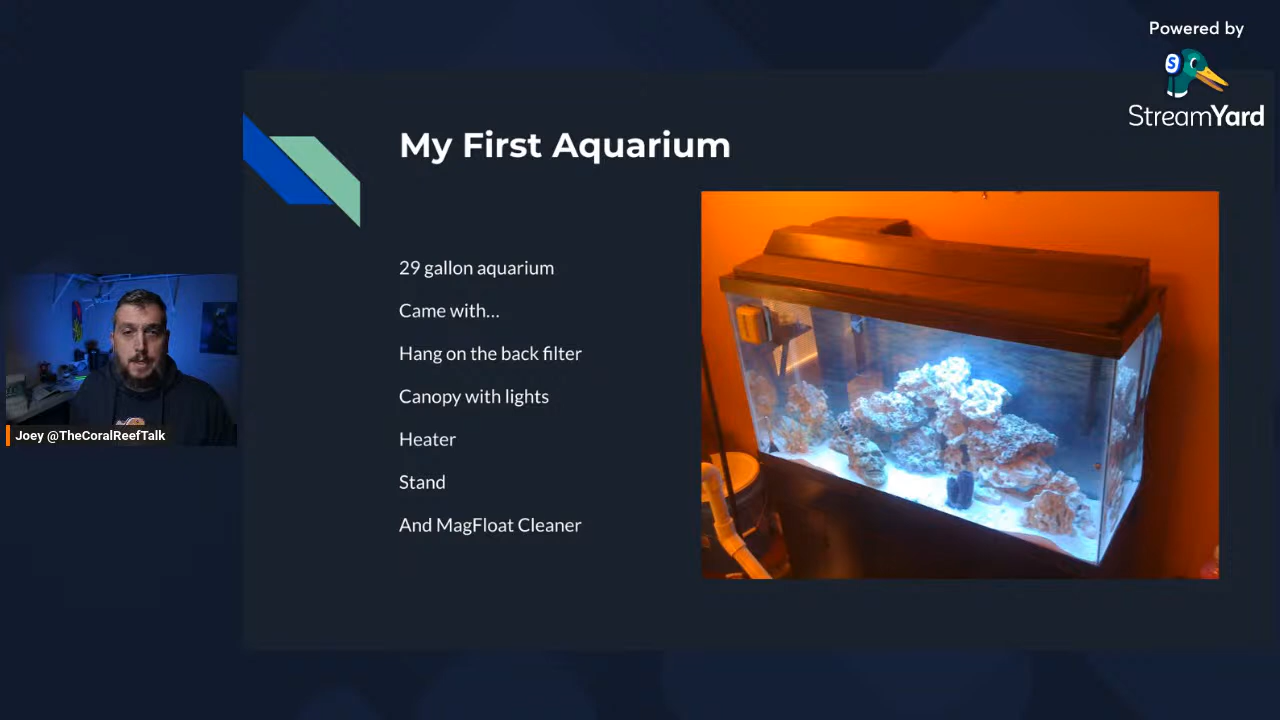 Powered by
S
StreamYard
My First Aquarium
29 gallon aquarium
Came with...
Hang on the back filter
Canopy with lights
Heater
Stand
And MagFloat Cleaner
Joey @TheCoralReefTalk